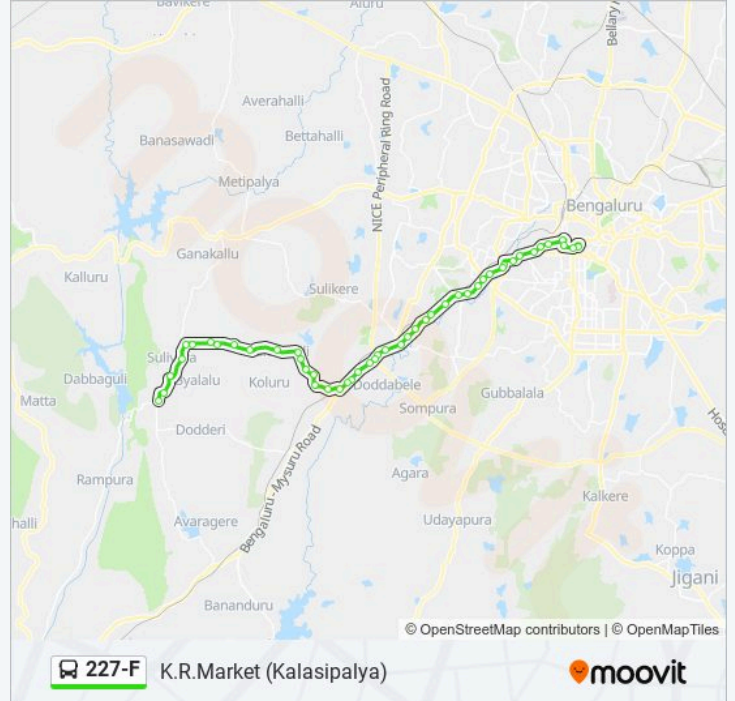 Bavikere
Aluru
Bellary
Averahalli
Banasawadi
Bettahalli
Metipalya
NICE Peripheral Ring Road
Bengaluru
Ganakallu
Kalluru
Sulikere
Dabbaguli
Koluru
Doddabele
Matta
Gubbalala
Sompura
Dodderi
Rampura
Bengaluru - Mysuru Road
Agara
Kalkere
halli
Avaragere
Udayapura
Koppa
Jigani
Bananduru
© OpenStreetMap contributors | © OpenMapTiles
227-F K.R.Market (Kalasipalya)
moovit